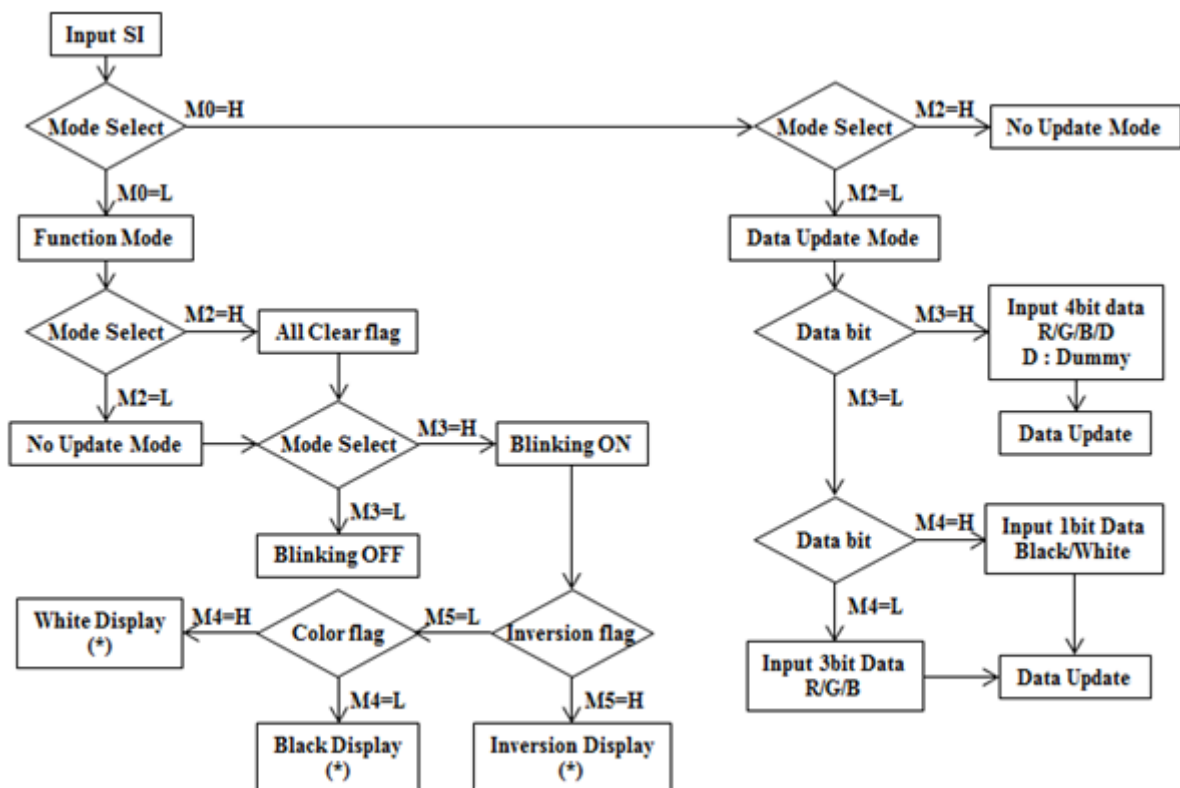 Input SI
M0=H
Mode Select
Mode Select
M2=H
No Update Mode
M0=L
M2=L
Function Mode
Data Update Mode
Mode Select
M2=H
All Clear flag
Data bit
M3=H
Input 4bit data
R/G/B/D
D : Dummy
M2=L
M3=L
No Update Mode
Mode Select
M3=H
Blinking ON
Data Update
M3=L
Blinking OFF
Data bit
M4=H
Input 1bit Data
Black/White
White Display
(*)
M4=H
Color flag
M5=L
Inversion flag
M4=L
Input 3bit Data
R/G/B
Data Update
M4=L
M5=H
Black Display
(*)
Inversion Display
(*)